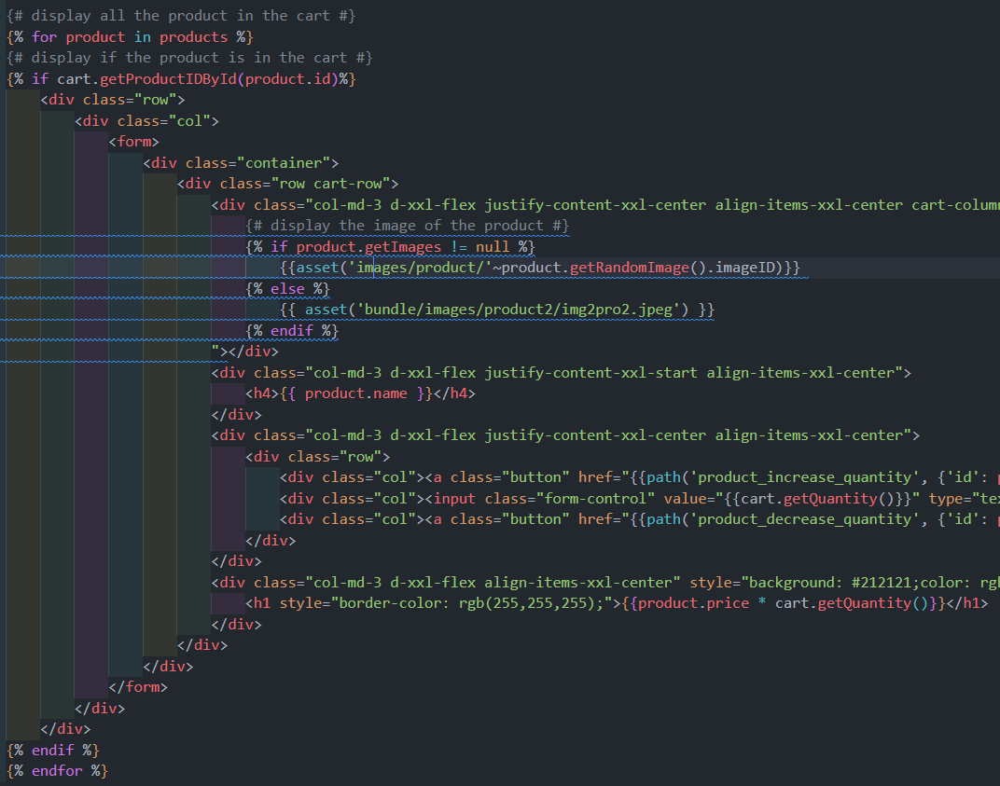 {# display all the product in the cart #}
{% for product in products %}
{# display if the product is in the cart #}
{% if cart.getProductIDById(product.id)%}
<div class="row">
<div class="col">
<form>
<div class="container">
<div class="row cart-row">
<div class="col-md-3 d-xxl-flex justify-content-xxl-center align-items-xxl-center cart-column
{# display the image of the product #}
{% if product.getImages != null %}
{{asset('images/product/'~product.getRandomImage().imageID)}}
{% else %}
{{ asset('bundle/images/product2/img2pro2.jpeg') }}
{% endif %}
"></div>
<div class="col-md-3 d-xxl-flex justify-content-xxl-start align-items-xxl-center">
<h4>{{ product.name }}</h4>
</div>
<div class="col-md-3 d-xxl-flex justify-content-xxl-center align-items-xxl-center">
<div class="row">
<div class="col"><a class="button" href="{{path('product_increase_quantity', {'id':
<div class="col"><input class="form-control" value="{{cart.getQuantity()}}" type="tex
<div class="col"><a class="button" href="{{path('product_decrease_quantity', {'id':
</div>
</div>
<div class="col-md-3 d-xxl-flex align-items-xxl-center" style="background: #212121;color: rgb
<h1 style="border-color: rgb(255,255,255);">{{product.price * cart.getQuantity()}}</h1>
</div>
</div>
</div>
</form>
</div>
</div>
{% endif %}
{% endfor %}